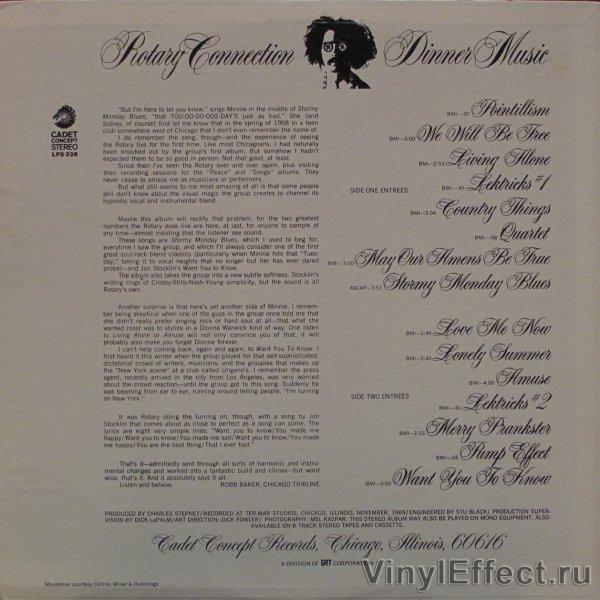 Rotary Connection
Dinner Music
CADET
CONCEPT
STEREO
LPS 328
"But I'm here to let you know," sings Minnie in the middle of Stormy
Monday Blues, "that TOO-OO-OO-OOS-DAY'S just as bad." She (and
Sidney, of course) first let me know that in the spring of 1968 in a teen
club somewhere west of Chicago that I don't even remember the name of.
I do remember the song, though—and the experience of seeing
the Rotary live for the first time. Like most Chicagoans, I had naturally
been knocked out by the group's first album. But somehow I hadn't
expected them to be so good in person. Not that good, at least.
Since then I've seen the Rotary over and over again, plus visiting
their recording sessions for the "Peace" and "Songs" albums. They
never cease to amaze me as musicians or performers.
But what still seems to me most amazing of all is that some people
still don't know about the visual magic the group creates to channel its
hypnotic vocal and instrumental blend.
Maybe this album will rectify that problem, for the two greatest
numbers the Rotary does live are here, at last, for anyone to sample at
any time—almost insisting that the listener see sound.
These songs are Stormy Monday Blues, which I used to beg for,
everytime I saw the group, and which I'll always consider one of the first
great soul-rock blend classics (particularly when Minnie hits that "Tues-
day," taking it to vocal heights that no singer but her has ever dared
probe)—and Jon Stocklin's Want You to Know.
The album also takes the group into a new subtle softness: Stocklin's
writing rings of Crosby-Stills-Nash-Young simplicity, but the sound is all
Rotary's own.
Another surprise is that here's yet another side of Minnie. I remem-
ber being skeptical when one of the guys in the group once told me that
she didn't really prefer singing rock or hard soul at all—that what she
wanted most was to stylize in a Dionne Warwick kind of way. One listen
to Living Alone or Amuse will not only convince you of that, it will
probably also make you forget Dionne forever.
I can't help coming back, again and again, to Want You To Know. I
first heard it this winter when the group played for that self-sophisticated,
dictatorial crowd of writers, musicians, and the groupies that makes up
the "New York scene" at a club called Ungano's. I remember the press
agent, recently arrived in the city from Los Angeles, was very worried
about the crowd reaction—until the group got to this song. Suddenly he
was beaming from ear to ear, running around telling people, "I'm turning
on New York."
It was Rotary doing the turning on, though, with a song by Jon
Stocklin that comes about as close to perfect as a song can come. The
lyrics are eight very simple lines: "Want you to know/You made me
happy/Want you to know/You made me sad/Want you to know/You made me
happy/You are the best thing/That I ever had."
That's it—admittedly sent through all sorts of harmonic and instru-
mental changes and worked into a fantastic build and climax—but word
wise, that's it. And it absolutely says it all.
Listen and believe. ROBB BAKER, CHICAGO TRIBUNE
BMI—:20 Pointillism
BMI—3:00 We Will Be Free
BMI—2:53 Living Alone
BMI—:45 Lektricks #1
SIDE ONE ENTREES
BMI—3:04 Country Things
BMI—:56 Quartet
BMI—3:00 May Our Amens Be True
ASCAP—3:57 Stormy Monday Blues
BMI—2:45 Love Me Now
BMI—2:40 Lonely Summer
BMI—4:00 Amuse
SIDE TWO ENTREES
BMI—:41 Lektricks #2
BMI—2:33 Merry Prankster
BMI—:05 Pump Effect
BMI—3:02 Want You To Know
PRODUCED BY CHARLES STEPNEY/RECORDED AT TER-MAR STUDIOS, CHICAGO, ILLINOIS, NOVEMBER, 1969/ENGINEERED BY STU BLACK/PRODUCTION SUPER-
VISION BY DICK LaPALM/ART DIRECTION: DICK FOWLER/PHOTOGRAPHY: MEL KASPAR. THIS STEREO ALBUM MAY ALSO BE PLAYED ON MONO EQUIPMENT. ALSO
AVAILABLE ON 8-TRACK STEREO TAPES AND CASSETTE.
Cadet Concept Records, Chicago, Illinois, 60616
A DIVISION OF GRT CORPORATION
Mousetrap courtesy Collins, Miller & Hutchings
VinylEffect.ru